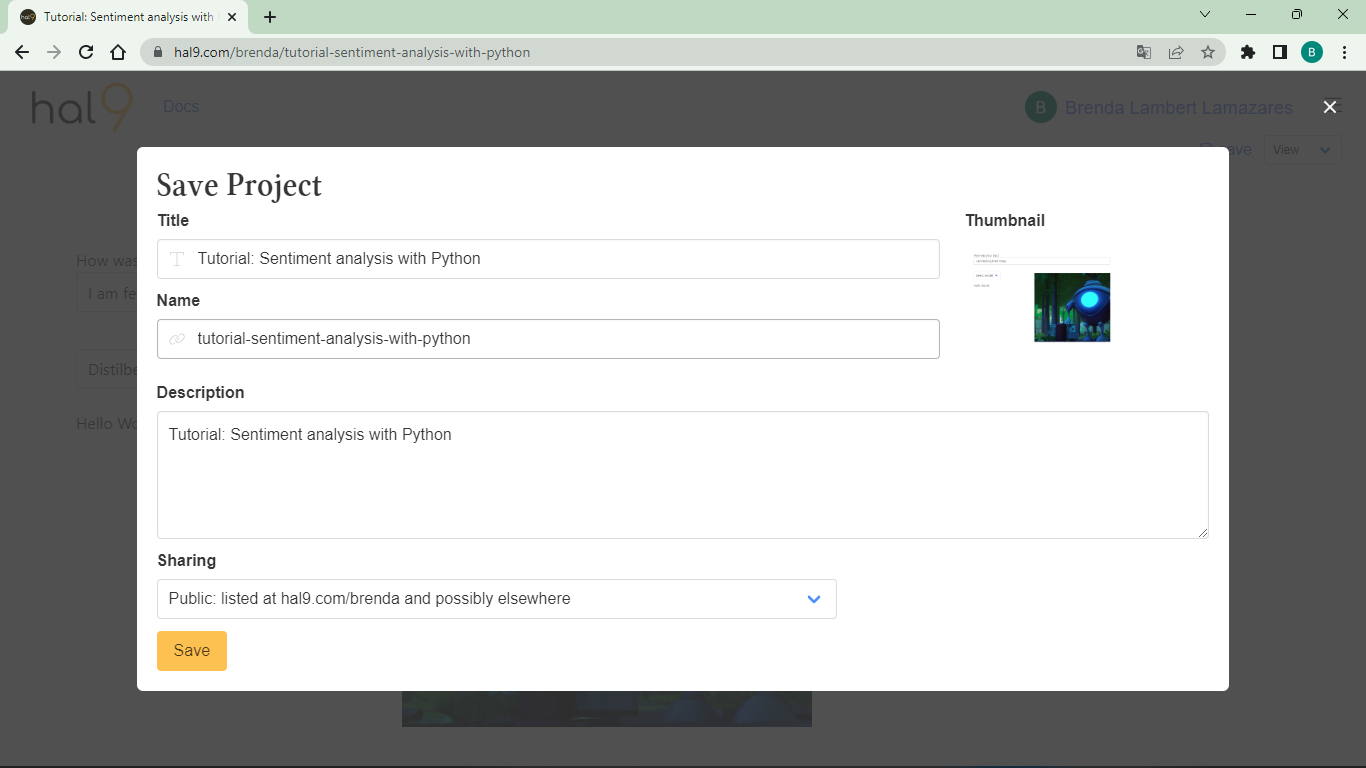 Tutorial: Sentiment analysis with
hal9.com/brenda/tutorial-sentiment-analysis-with-python
B
hal9
Docs
B Brenda Lambert Lamazares
ave
View
Save Project
Title
Thumbnail
Tutorial: Sentiment analysis with Python
How was
I am fe
Name
tutorial-sentiment-analysis-with-python
Distilbe
Description
Hello Wo
Tutorial: Sentiment analysis with Python
Sharing
Public: listed at hal9.com/brenda and possibly elsewhere
Save